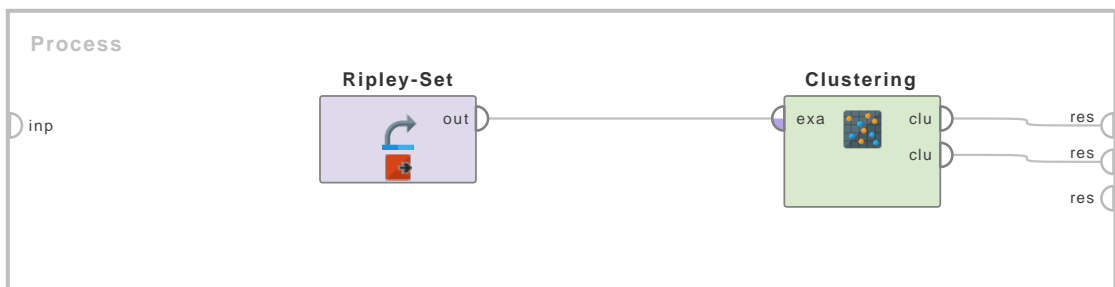 Process
Ripley-Set
Clustering
inp
out
exa
clu
res
clu
res
res